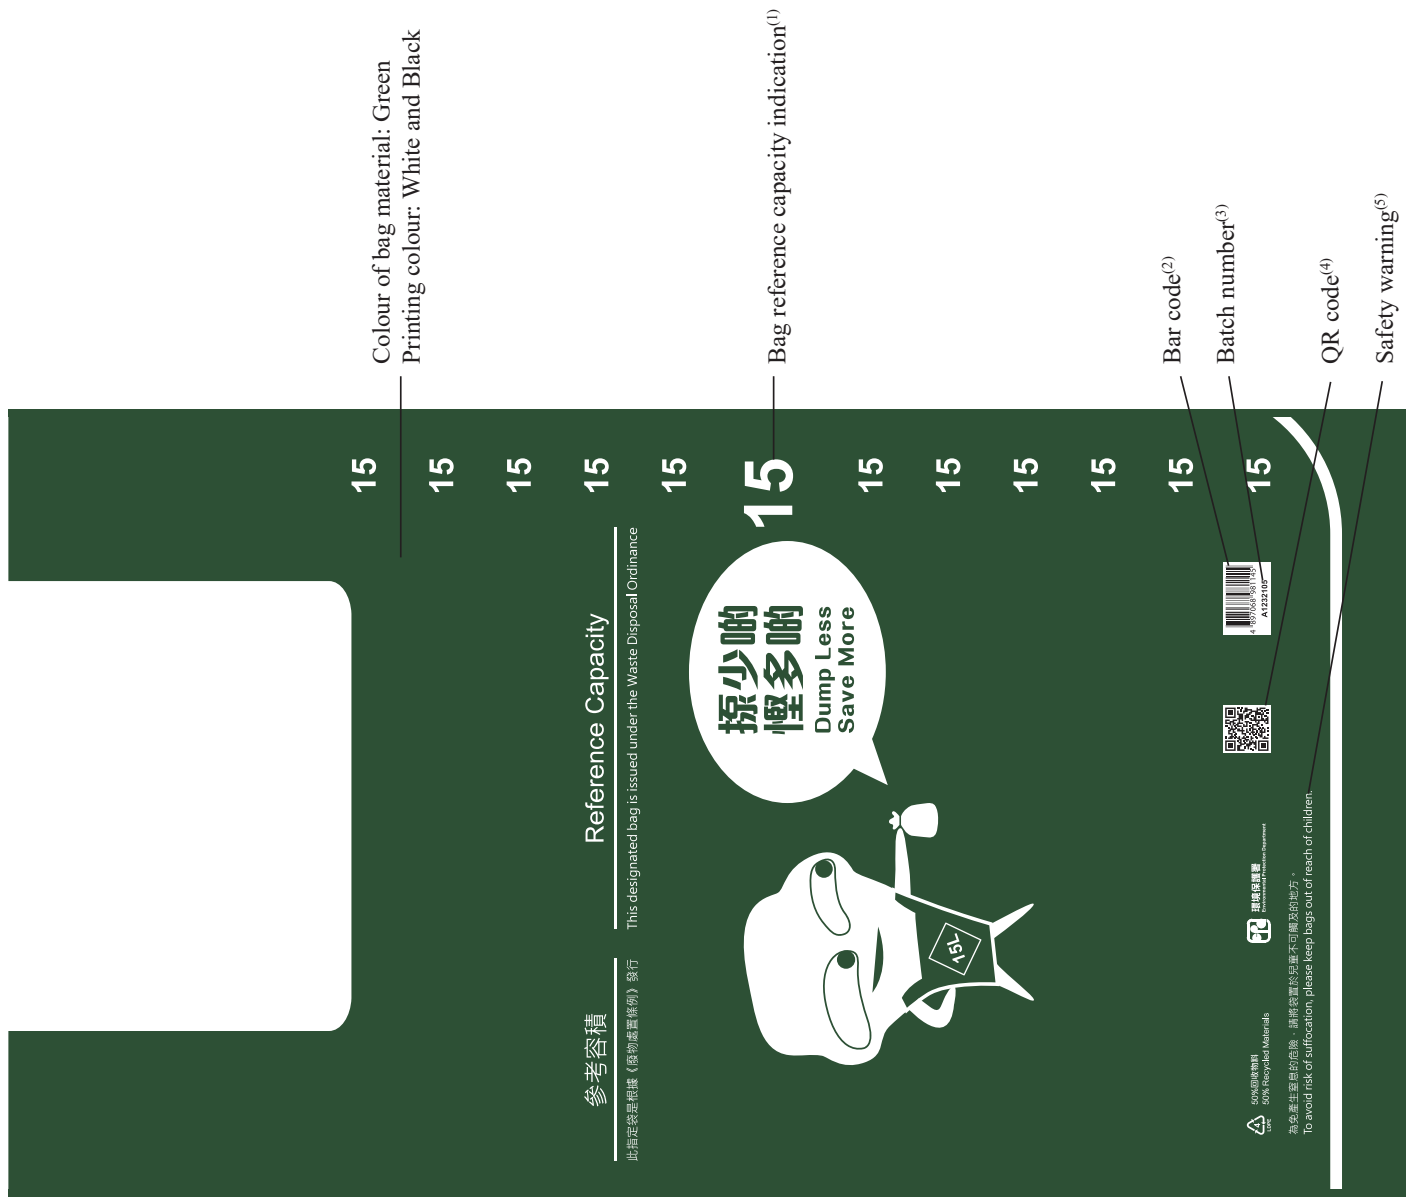 Colour of bag material: Green
Printing colour: White and Black
Bag reference capacity indication(1)
Bar code(2)
Batch number(3)
QR code(4)
Safety warning(5)
15
15
15
15
15
15
15
15
15
15
15
15
參考容積
Reference Capacity
此指定袋是根據《廢物處置條例》發行
This designated bag is issued under the Waste Disposal Ordinance
揼少啲
慳多啲
Dump Less
Save More
15L
4 897068 981145
A1232105
環境保護署
Environmental Protection Department
4
LDPE
50%回收物料
50% Recycled Materials
為免產生窒息的危險，請將袋置於兒童不可觸及的地方。
To avoid risk of suffocation, please keep bags out of reach of children.